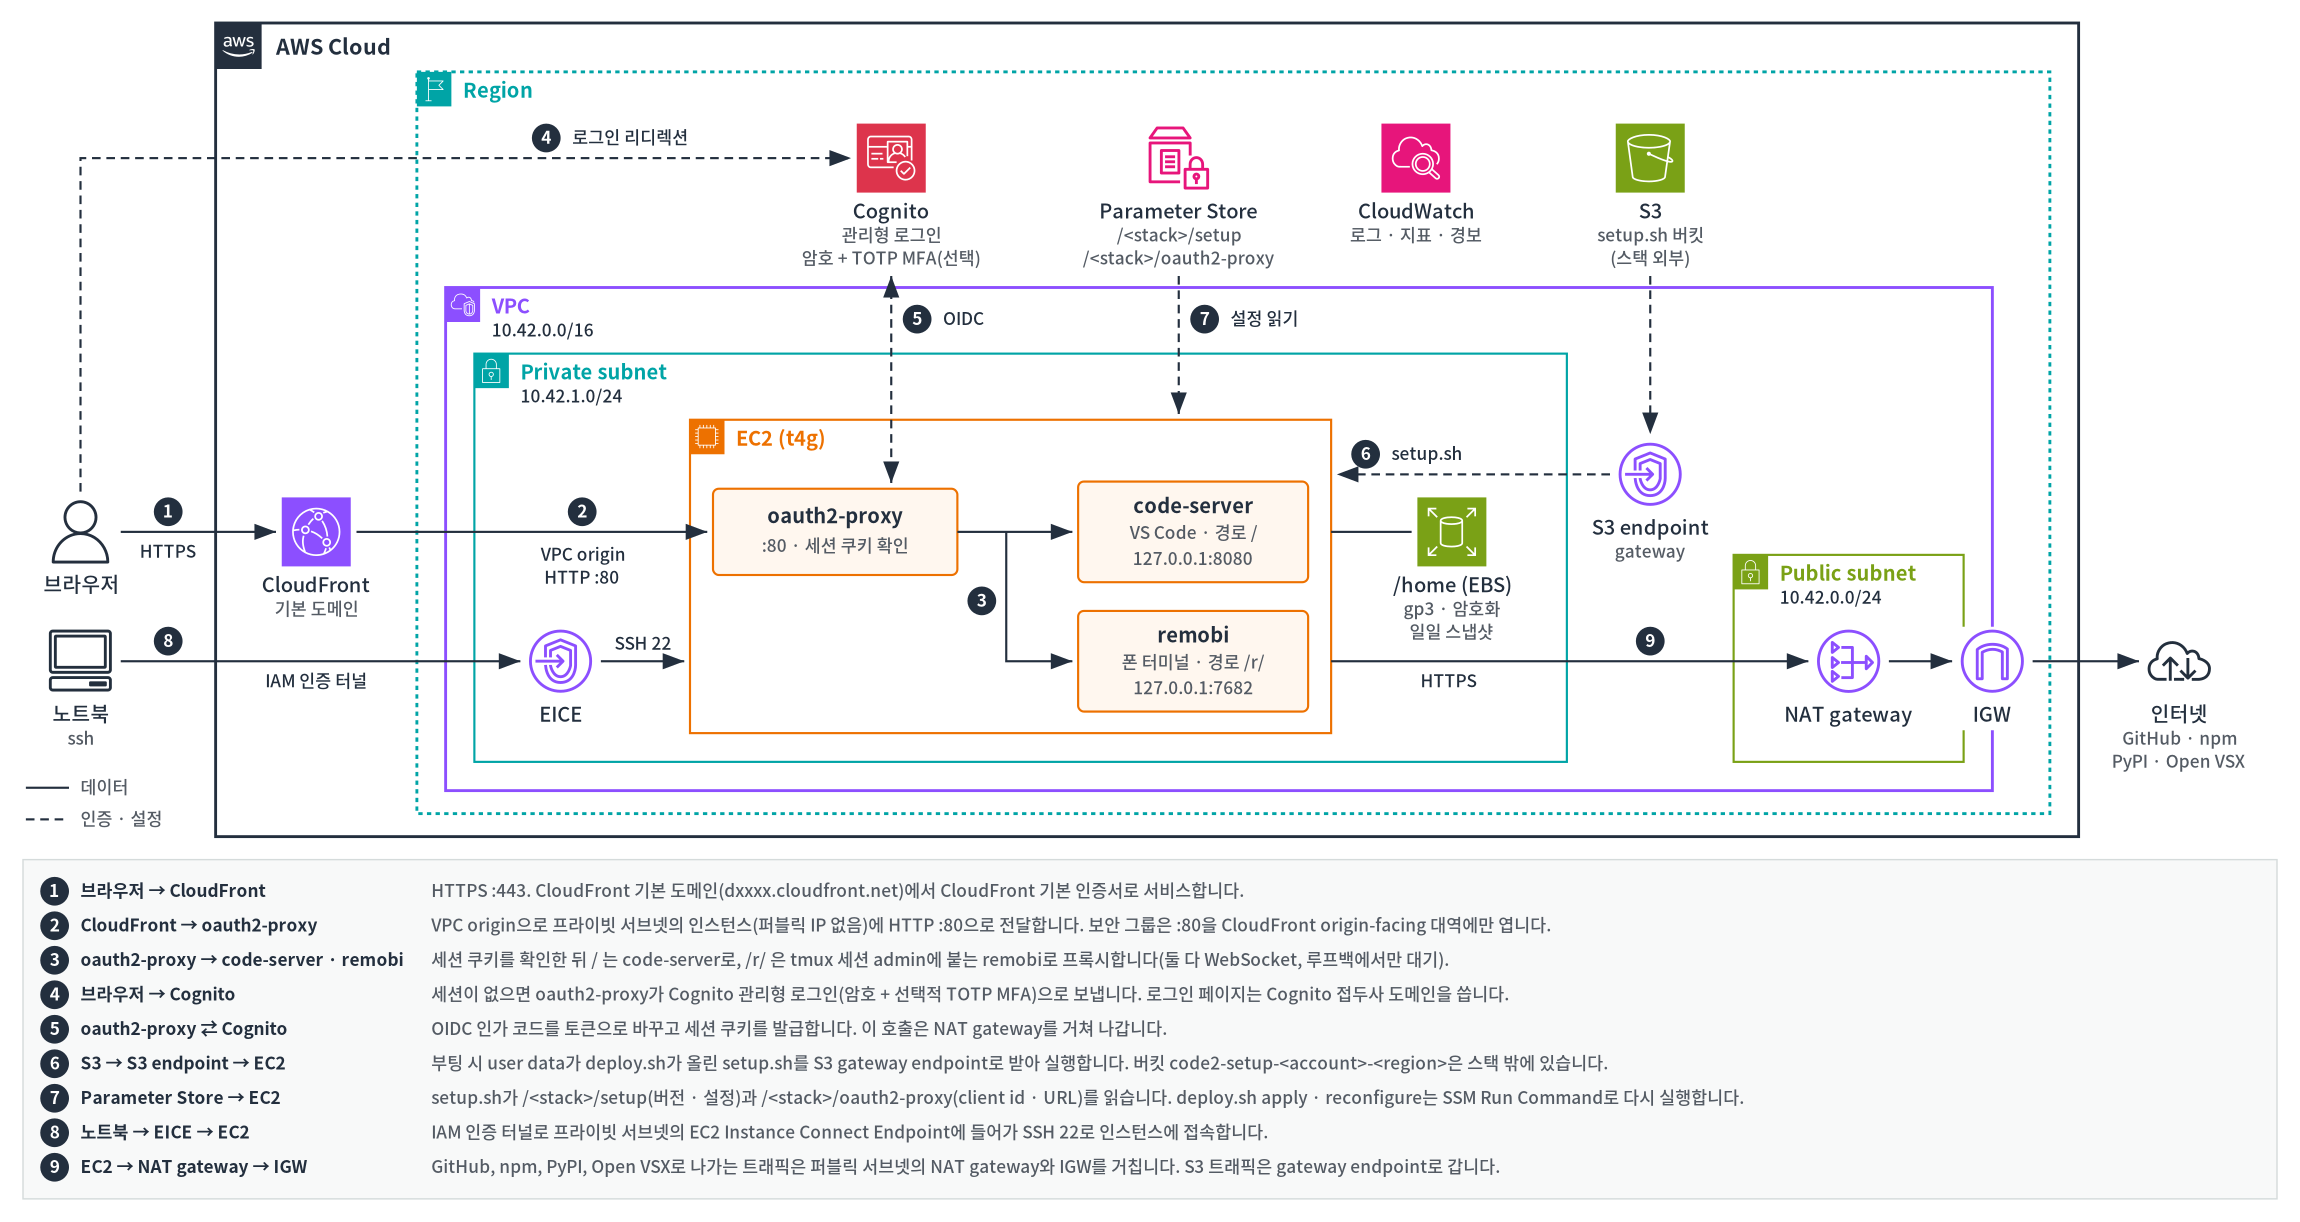 aws
AWS Cloud
Region
4 로그인 리디렉션
Cognito
관리형 로그인
암호 + TOTP MFA(선택)
Parameter Store
/<stack>/setup
/<stack>/oauth2-proxy
CloudWatch
로그 · 지표 · 경보
S3
setup.sh 버킷
(스택 외부)
VPC
10.42.0.0/16
5 OIDC
7 설정 읽기
Private subnet
10.42.1.0/24
EC2 (t4g)
6 setup.sh
oauth2-proxy
:80 · 세션 쿠키 확인
code-server
VS Code · 경로 /
127.0.0.1:8080
3
remobi
폰 터미널 · 경로 /r/
127.0.0.1:7682
/home (EBS)
gp3 · 암호화
일일 스냅샷
S3 endpoint
gateway
브라우저
1
HTTPS
CloudFront
기본 도메인
2
VPC origin
HTTP :80
노트북
ssh
8
IAM 인증 터널
EICE
SSH 22
9
HTTPS
Public subnet
10.42.0.0/24
NAT gateway
IGW
인터넷
GitHub · npm
PyPI · Open VSX
데이터
인증 · 설정
1 브라우저 → CloudFront HTTPS :443. CloudFront 기본 도메인(dxxxx.cloudfront.net)에서 CloudFront 기본 인증서로 서비스합니다.
2 CloudFront → oauth2-proxy VPC origin으로 프라이빗 서브넷의 인스턴스(퍼블릭 IP 없음)에 HTTP :80으로 전달합니다. 보안 그룹은 :80을 CloudFront origin-facing 대역에만 엽니다.
3 oauth2-proxy → code-server · remobi 세션 쿠키를 확인한 뒤 / 는 code-server로, /r/ 은 tmux 세션 admin에 붙는 remobi로 프록시합니다(둘 다 WebSocket, 루프백에서만 대기).
4 브라우저 → Cognito 세션이 없으면 oauth2-proxy가 Cognito 관리형 로그인(암호 + 선택적 TOTP MFA)으로 보냅니다. 로그인 페이지는 Cognito 접두사 도메인을 씁니다.
5 oauth2-proxy ⇄ Cognito OIDC 인가 코드를 토큰으로 바꾸고 세션 쿠키를 발급합니다. 이 호출은 NAT gateway를 거쳐 나갑니다.
6 S3 → S3 endpoint → EC2 부팅 시 user data가 deploy.sh가 올린 setup.sh를 S3 gateway endpoint로 받아 실행합니다. 버킷 code2-setup-<account>-<region>은 스택 밖에 있습니다.
7 Parameter Store → EC2 setup.sh가 /<stack>/setup(버전 · 설정)과 /<stack>/oauth2-proxy(client id · URL)를 읽습니다. deploy.sh apply · reconfigure는 SSM Run Command로 다시 실행합니다.
8 노트북 → EICE → EC2 IAM 인증 터널로 프라이빗 서브넷의 EC2 Instance Connect Endpoint에 들어가 SSH 22로 인스턴스에 접속합니다.
9 EC2 → NAT gateway → IGW GitHub, npm, PyPI, Open VSX로 나가는 트래픽은 퍼블릭 서브넷의 NAT gateway와 IGW를 거칩니다. S3 트래픽은 gateway endpoint로 갑니다.